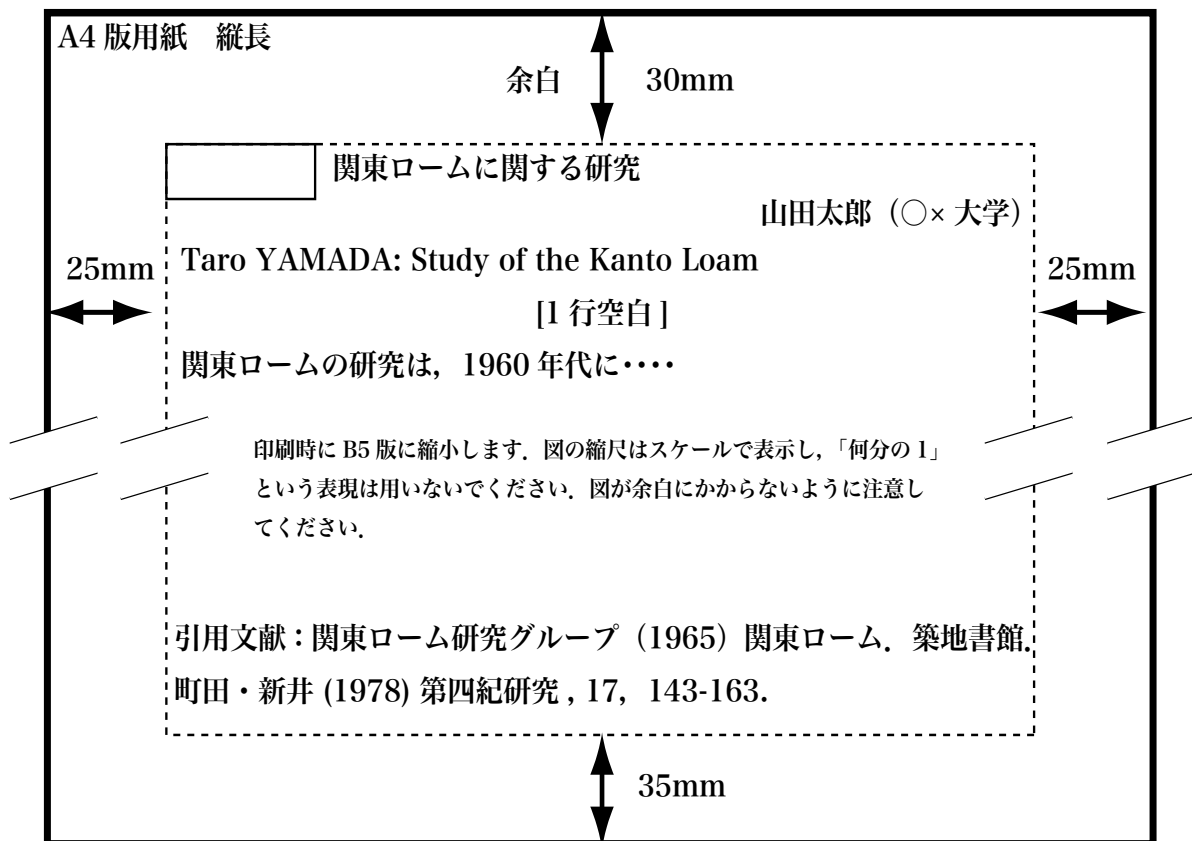 A4 版用紙　縦長
余白　30mm
関東ロームに関する研究
山田太郎（○× 大学）
Taro YAMADA: Study of the Kanto Loam
25mm
25mm
[1 行空白 ]
関東ロームの研究は，1960 年代に・・・・
印刷時に B5 版に縮小します．図の縮尺はスケールで表示し，「何分の 1」
という表現は用いないでください．図が余白にかからないように注意し
てください．
引用文献：関東ローム研究グループ（1965）関東ローム．築地書館．
町田・新井 (1978) 第四紀研究 , 17，143-163.
35mm